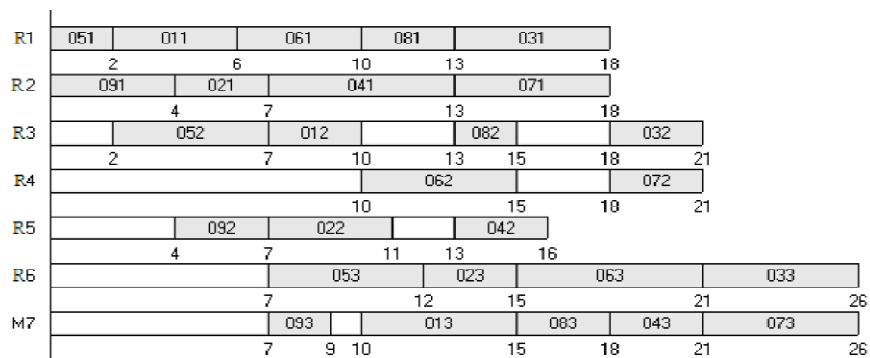 R1 051 011 061 081 031
2 6 10 13 18
R2 091 021 041 071
4 7 13 18
R3 052 012 082 032
2 7 10 13 15 18 21
R4 062 072
10 15 18 21
R5 092 022 042
4 7 11 13 16
R6 053 023 063 033
7 12 15 21 26
M7 093 013 083 043 073
7 9 10 15 18 21 26